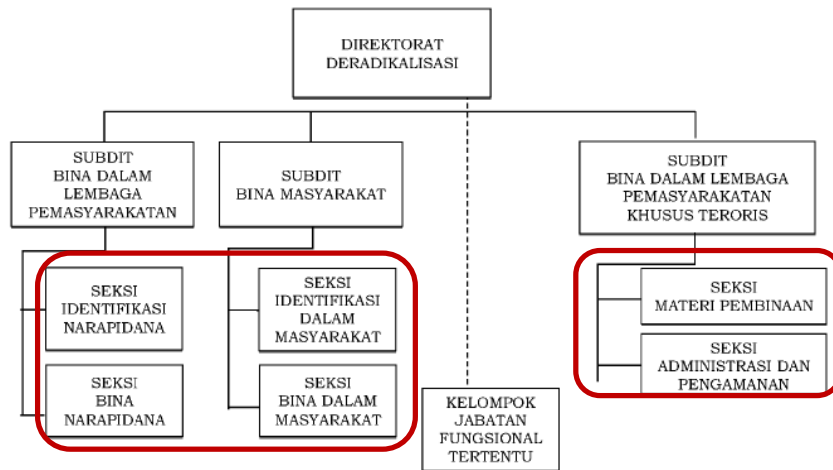 DIREKTORAT
DERADIKALISASI
SUBDIT
BINA DALAM
LEMBAGA
PEMASYARAKATAN
SUBDIT
BINA MASYARAKAT
SUBDIT
BINA DALAM LEMBAGA
PEMASYARAKATAN
KHUSUS TERORIS
SEKSI
IDENTIFIKASI
NARAPIDANA
SEKSI
IDENTIFIKASI
DALAM
MASYARAKAT
SEKSI
MATERI PEMBINAAN
SEKSI
BINA
NARAPIDANA
SEKSI
BINA DALAM
MASYARAKAT
SEKSI
ADMINISTRASI DAN
PENGAMANAN
KELOMPOK
JABATAN
FUNGSIONAL
TERTENTU